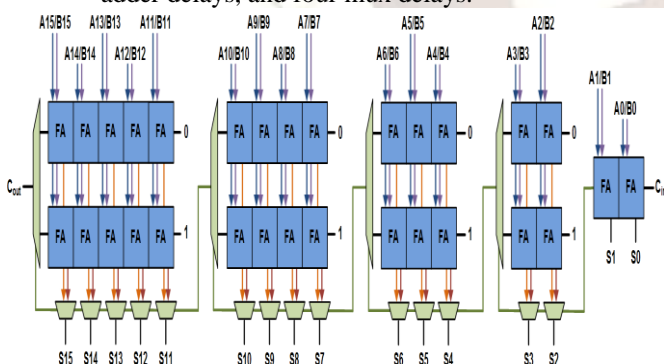 adder delays, and four mux delays.
A15/B15 A13/B13 A11/B11 A9/B9 A7/B7 A5/B5 A2/B2
A14/B14 A12/B12 A10/B10 A8/B8 A6/B6 A4/B4 A3/B3
A1/B1
A0/B0
FA FA FA FA FA 0 FA FA FA FA 0 FA FA FA 0 FA FA 0
Cout FA FA Cin
FA FA FA FA FA 1 FA FA FA FA 1 FA FA FA 1 FA FA 1
S1 S0
S15 S14 S13 S12 S11 S10 S9 S8 S7 S6 S5 S4 S3 S2